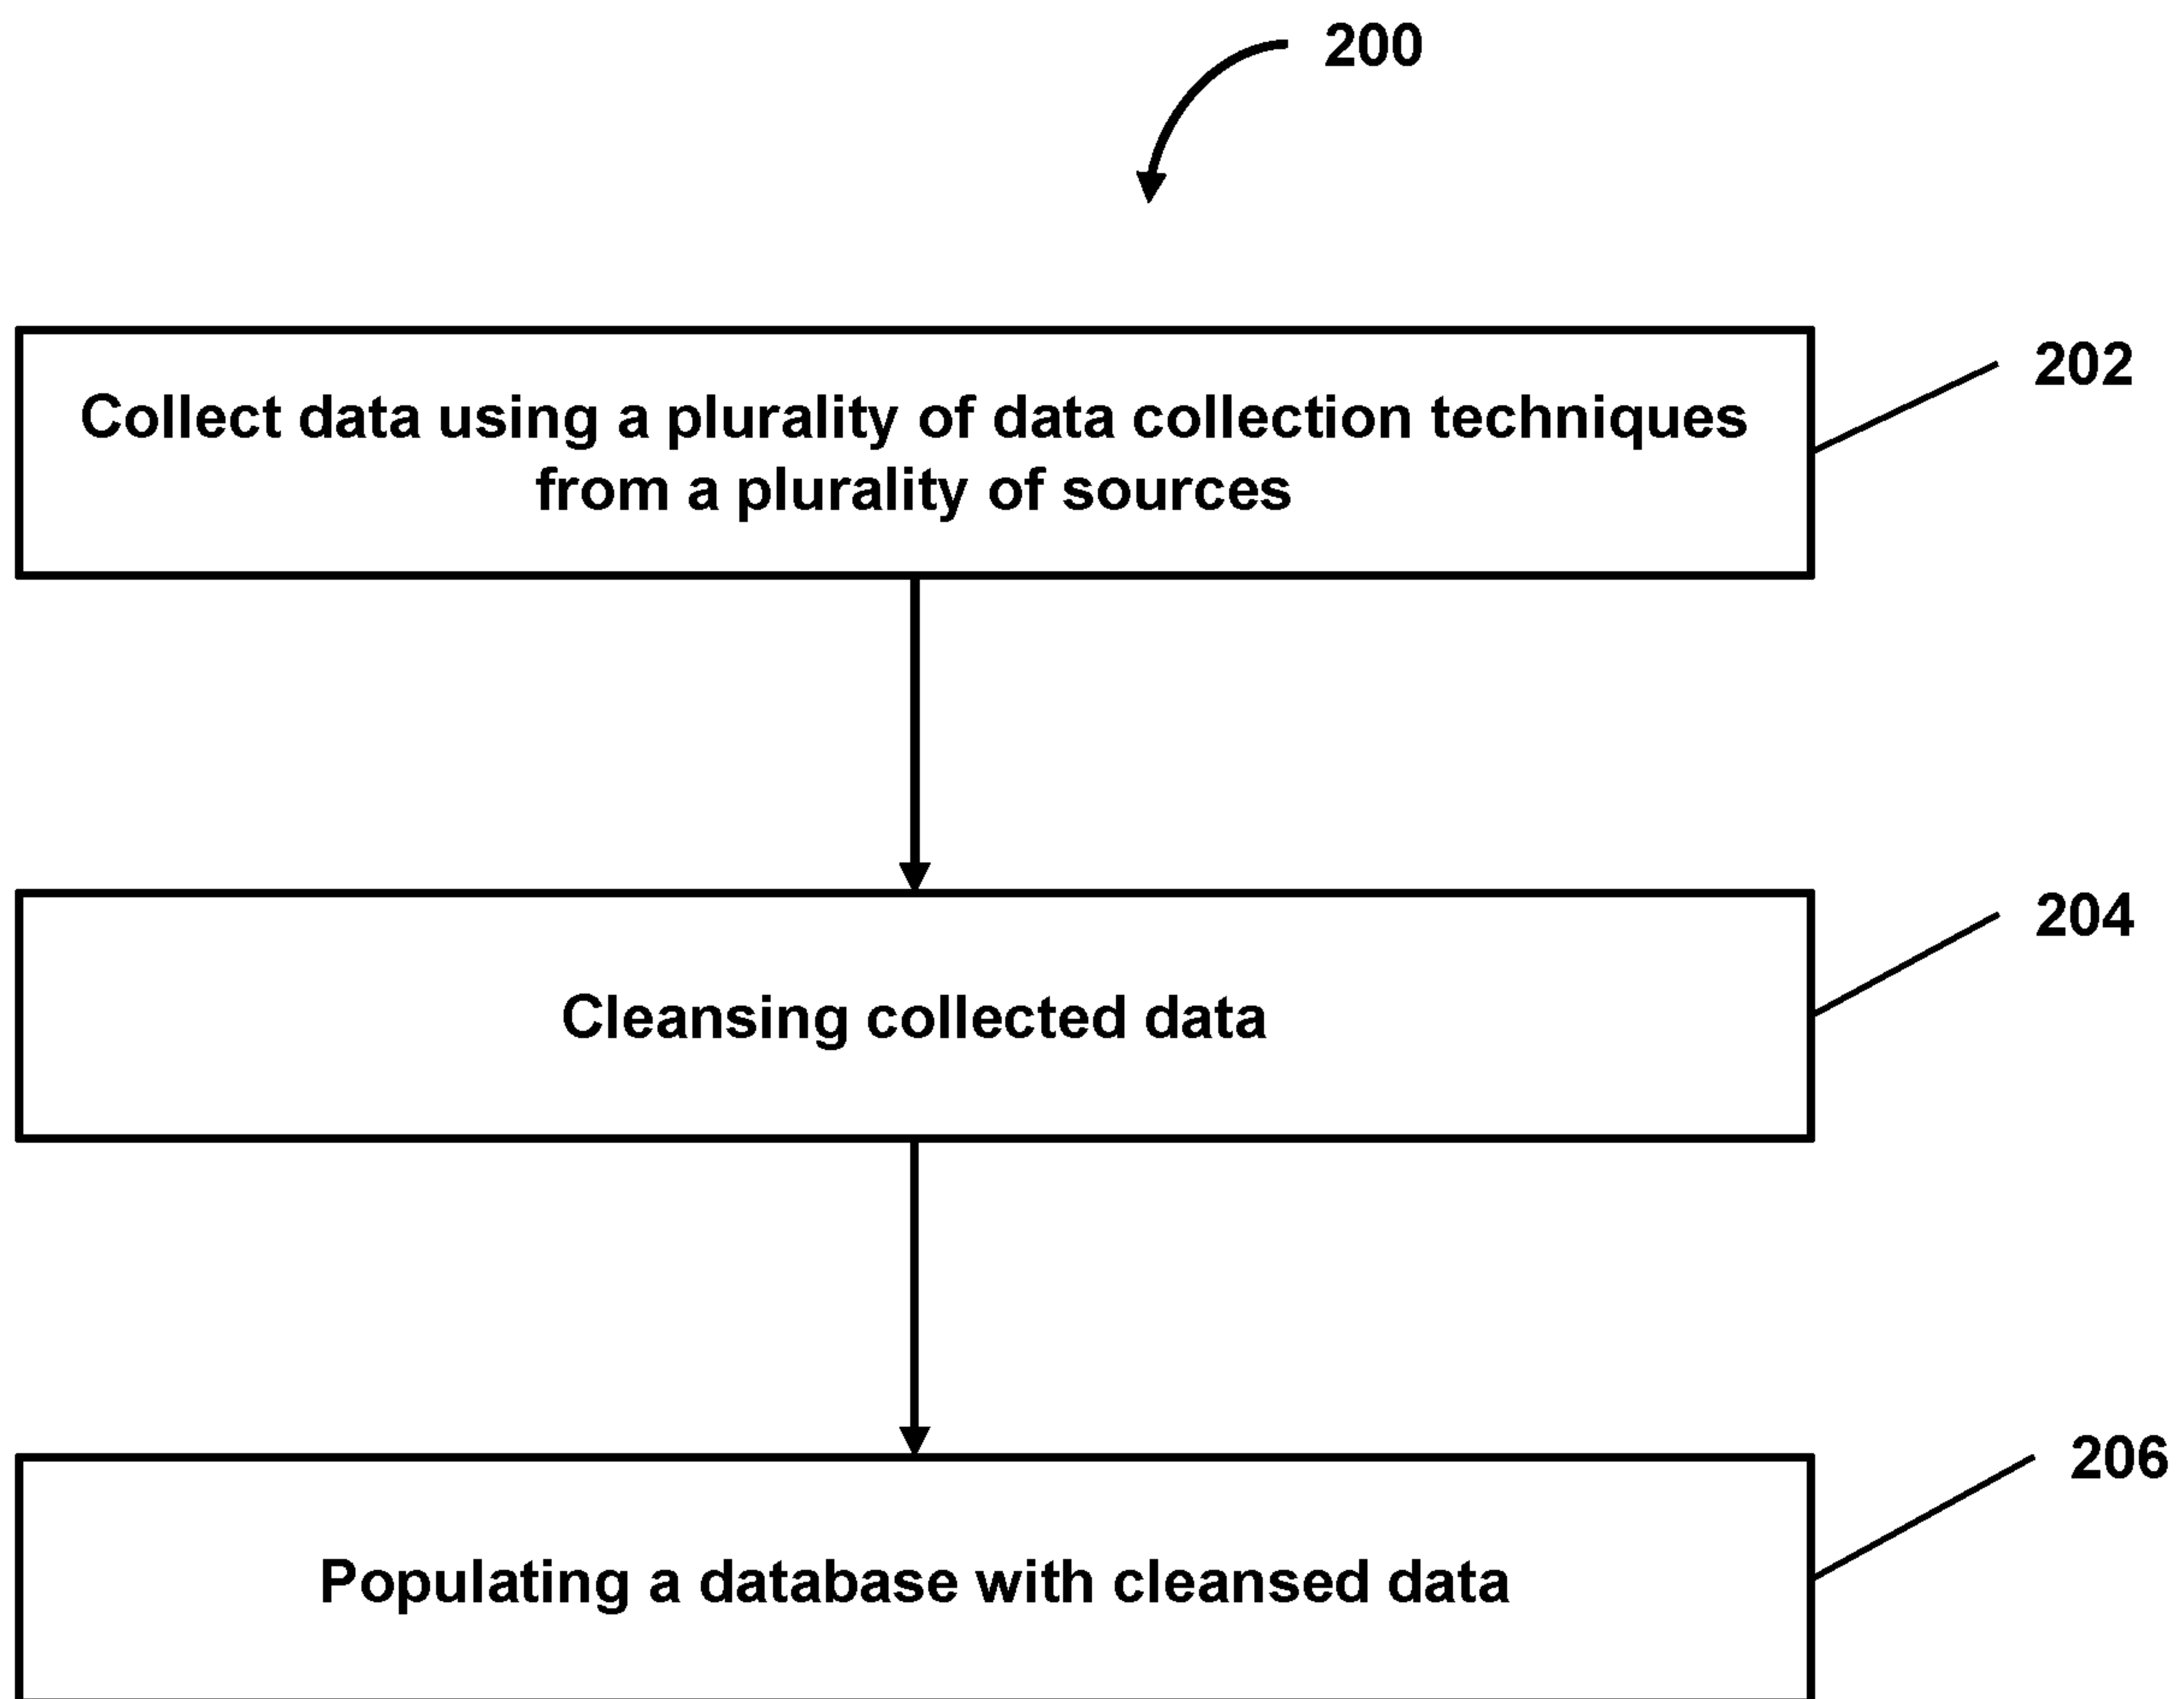 200
202
Collect data using a plurality of data collection techniques
from a plurality of sources
204
Cleansing collected data
206
Populating a database with cleansed data